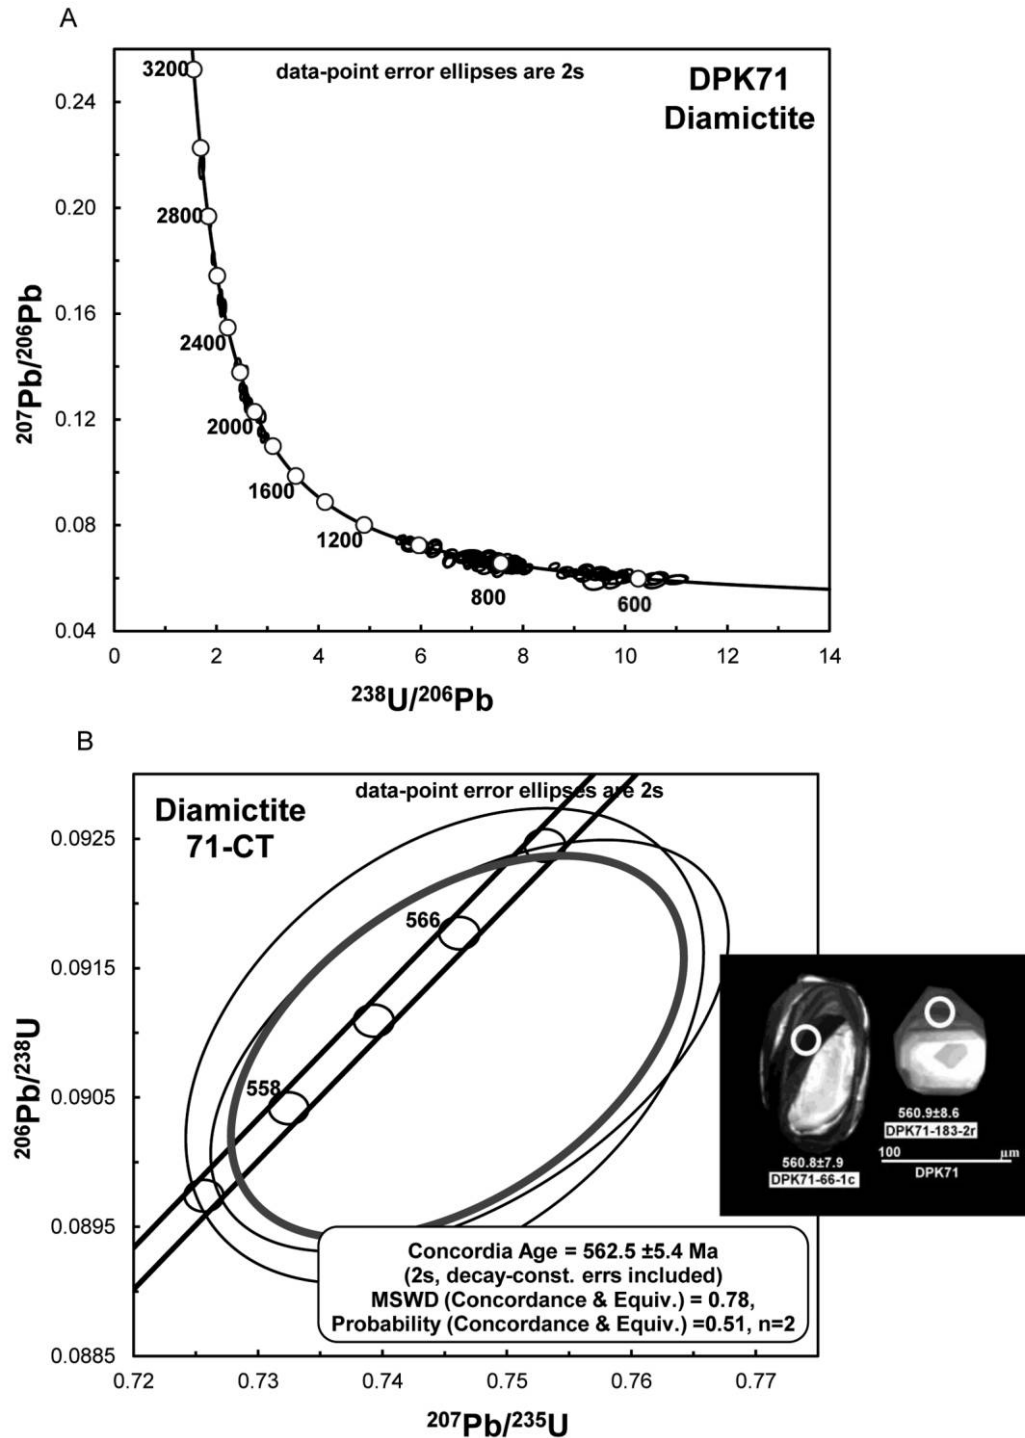 A
data-point error ellipses are 2s
DPK71
Diamictite
3200
2800
2400
2000
1600
1200
800
600
0.24
0.20
0.16
0.12
0.08
0.04
207Pb/206Pb
0 2 4 6 8 10 12 14
238U/206Pb
B
data-point error ellipses are 2s
Diamictite
71-CT
566
558
0.0925
0.0915
0.0905
0.0895
0.0885
206Pb/238U
560.9±8.6
DPK71-183-2r
100 µm
DPK71
560.8±7.9
DPK71-66-1c
Concordia Age = 562.5 ±5.4 Ma
(2s, decay-const. errs included)
MSWD (Concordance & Equiv.) = 0.78,
Probability (Concordance & Equiv.) =0.51, n=2
0.72 0.73 0.74 0.75 0.76 0.77
207Pb/235U